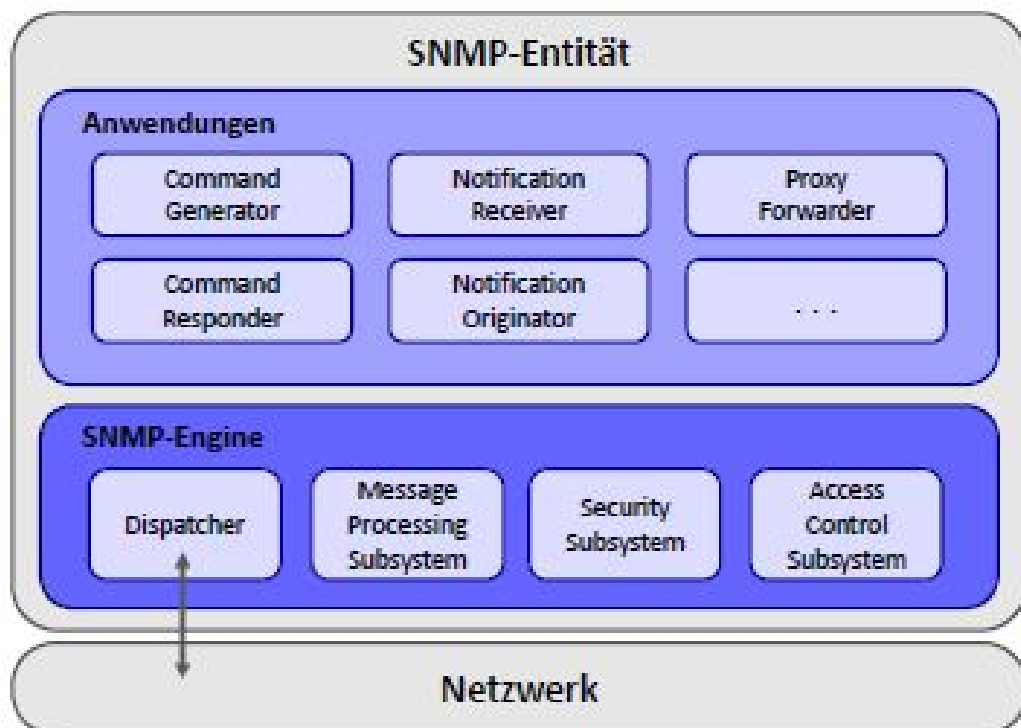 SNMP-Entität
Anwendungen
Command
Generator
Notification
Receiver
Proxy
Forwarder
Command
Responder
Notification
Originator
. . .
SNMP-Engine
Dispatcher
Message
Processing
Subsystem
Security
Subsystem
Access
Control
Subsystem
Netzwerk